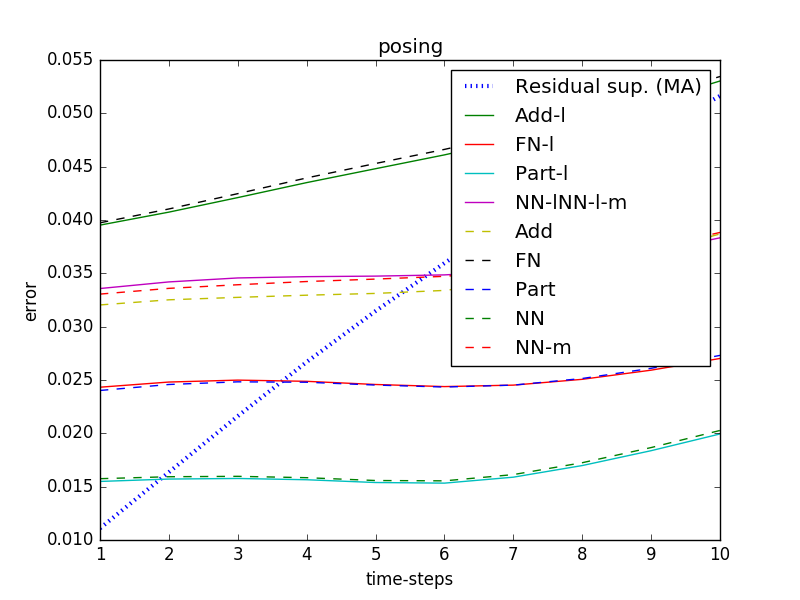 posing
0.055
0.050
0.045
0.040
0.035
0.030
0.025
0.020
0.015
0.010
error
Residual sup. (MA)
Add-l
FN-l
Part-l
NN-lNN-l-m
Add
FN
Part
NN
NN-m
1 2 3 4 5 6 7 8 9 10
time-steps